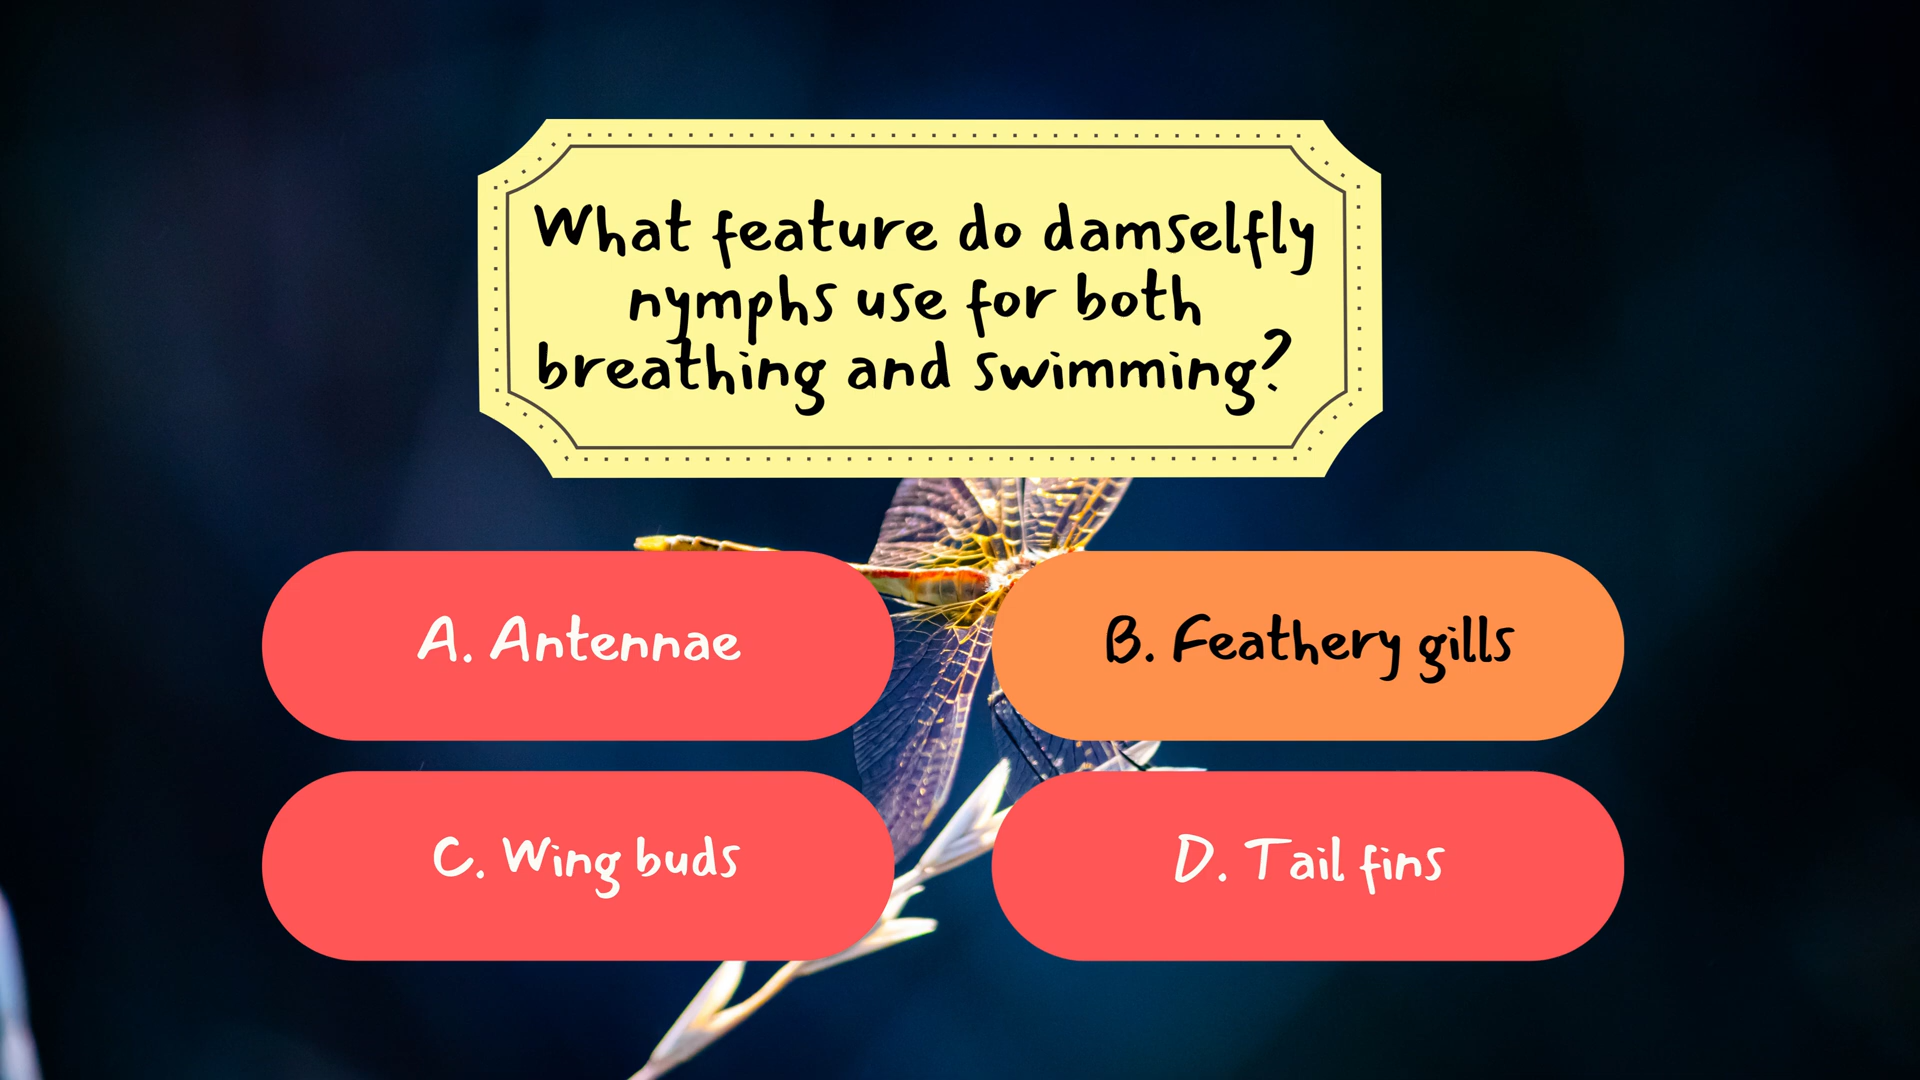 What feature do damselfly
nymphs use for both
breathing and swimming?
A. Antennae
B. Feathery gills
C. Wing buds
D. Tail fins